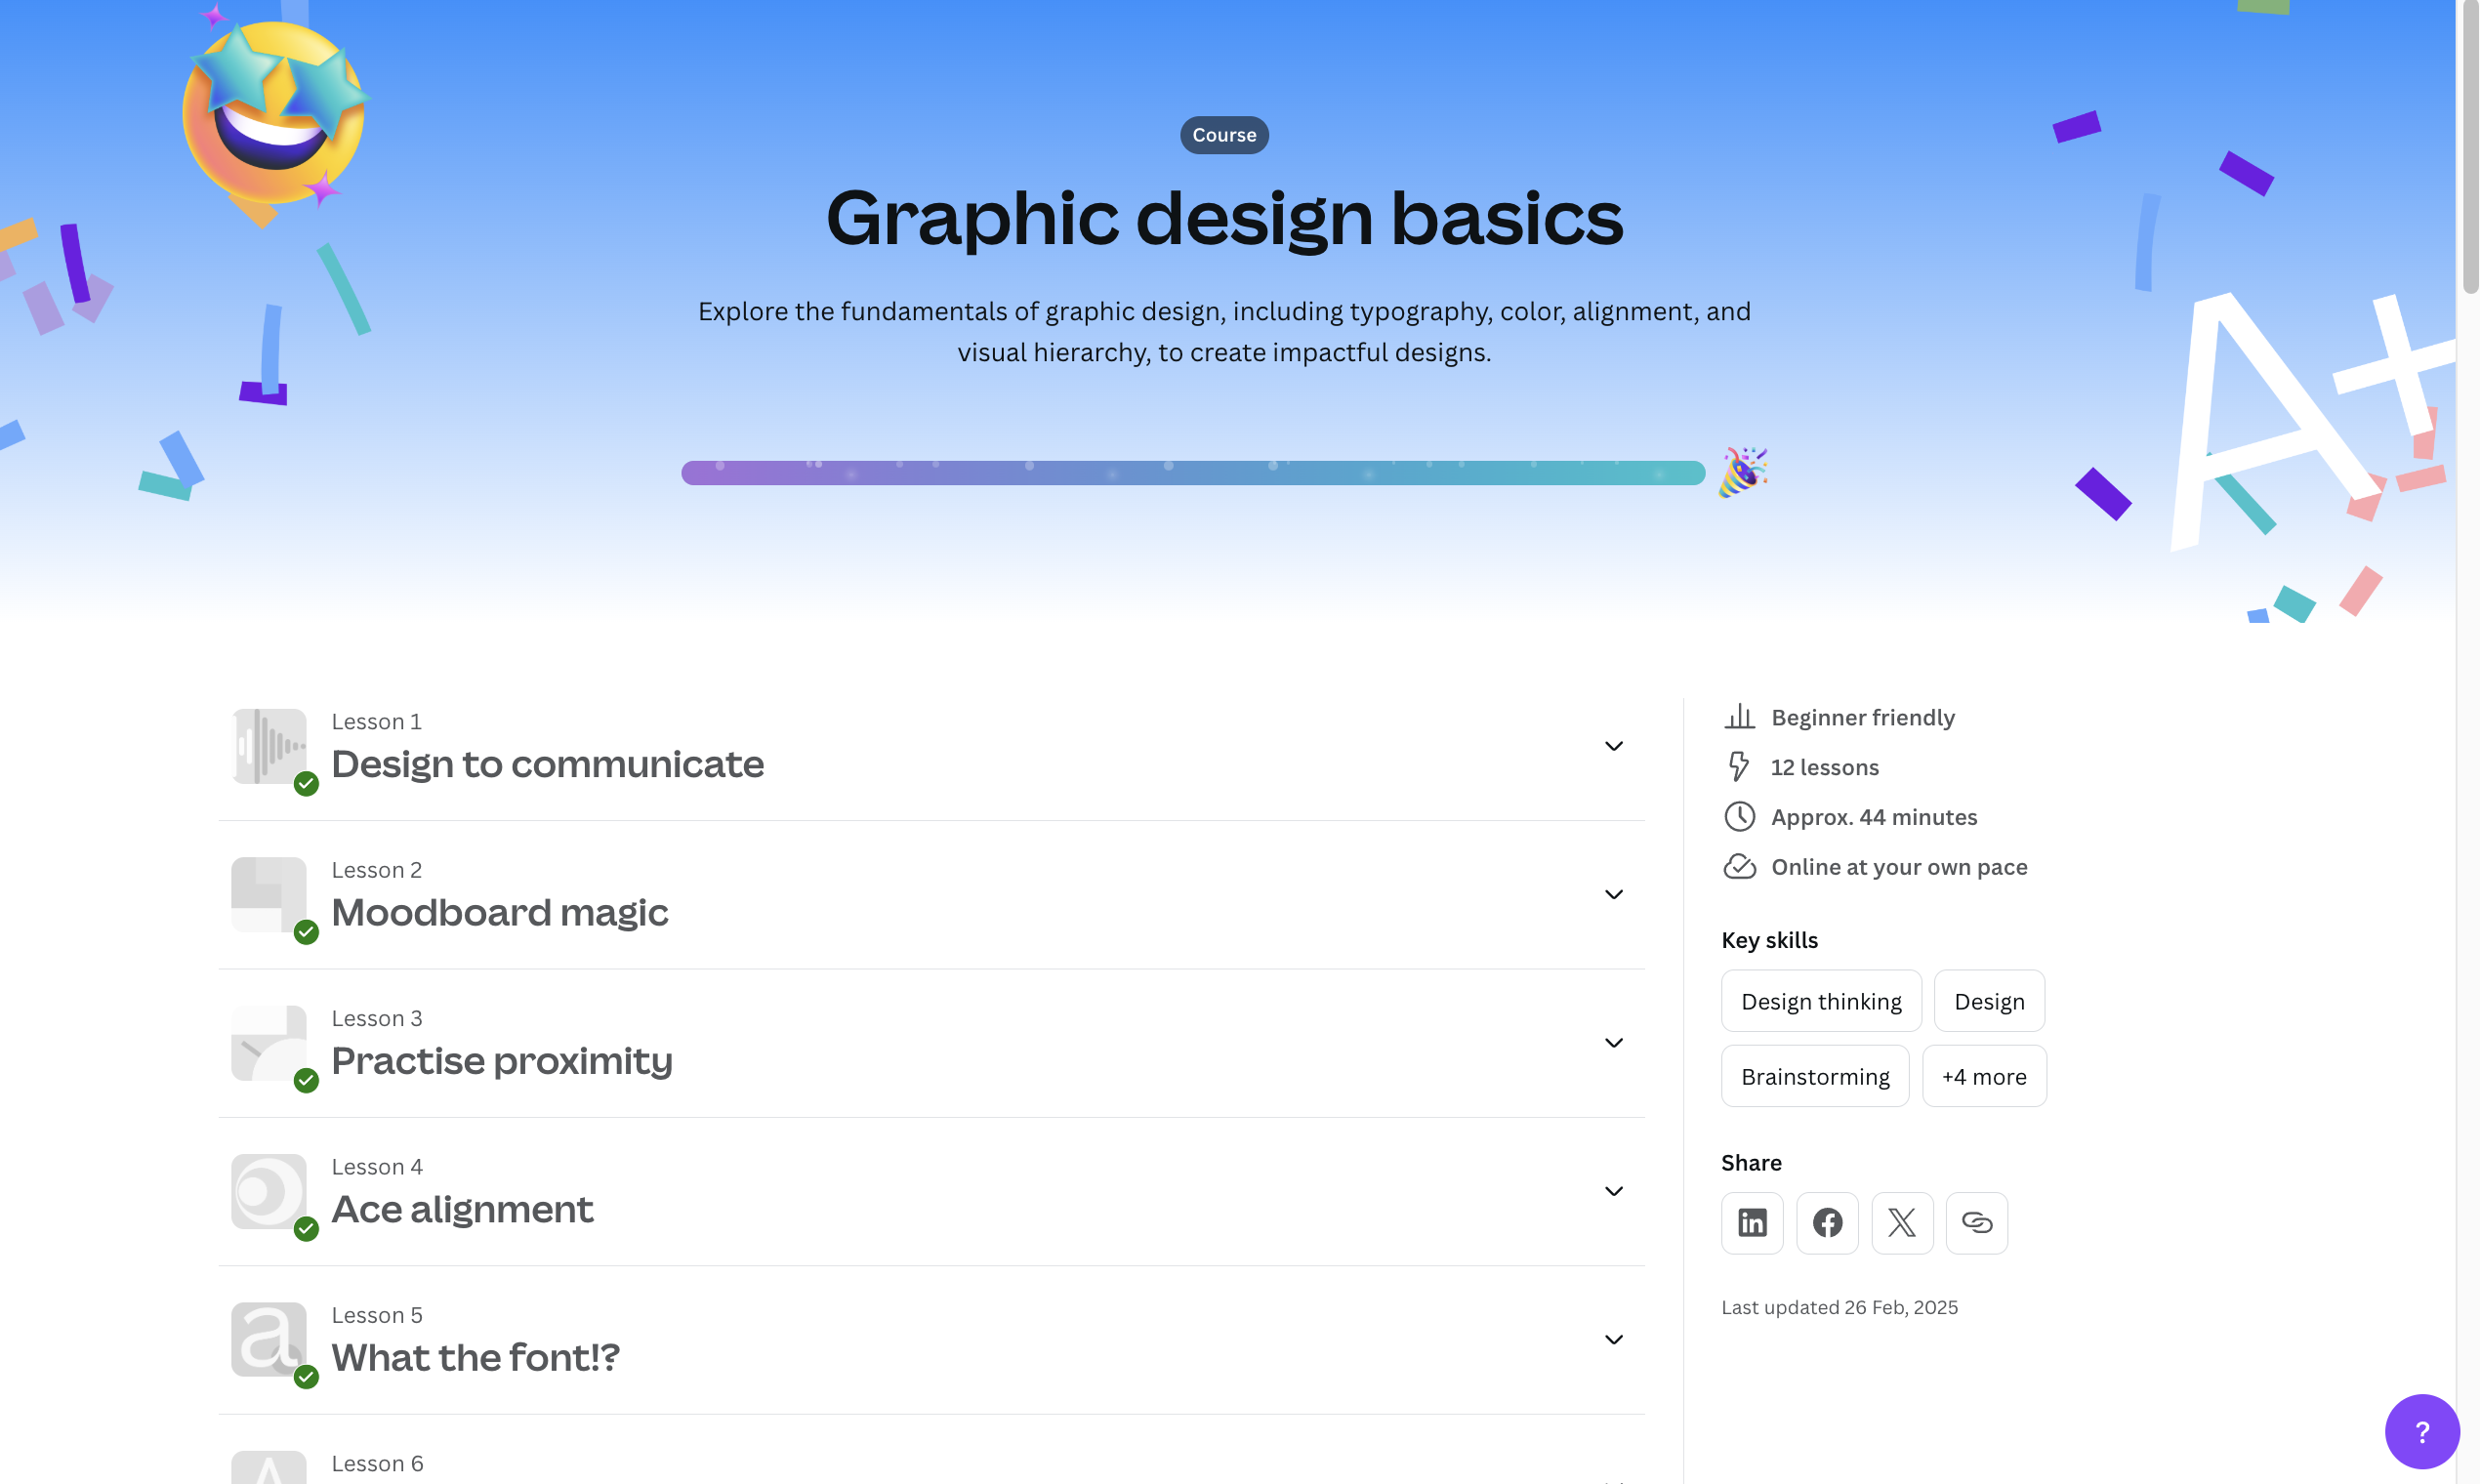 Course
Graphic design basics
Explore the fundamentals of graphic design, including typography, color, alignment, and
visual hierarchy, to create impactful designs.
A+
Lesson 1
Design to communicate
Lesson 2
Moodboard magic
Lesson 3
Practise proximity
Lesson 4
Ace alignment
a
Lesson 5
What the font!?
Lesson 6
Beginner friendly
12 lessons
Approx. 44 minutes
Online at your own pace
Key skills
Design thinking
Design
Brainstorming
+4 more
Share
in
f
X
Last updated 26 Feb, 2025
?